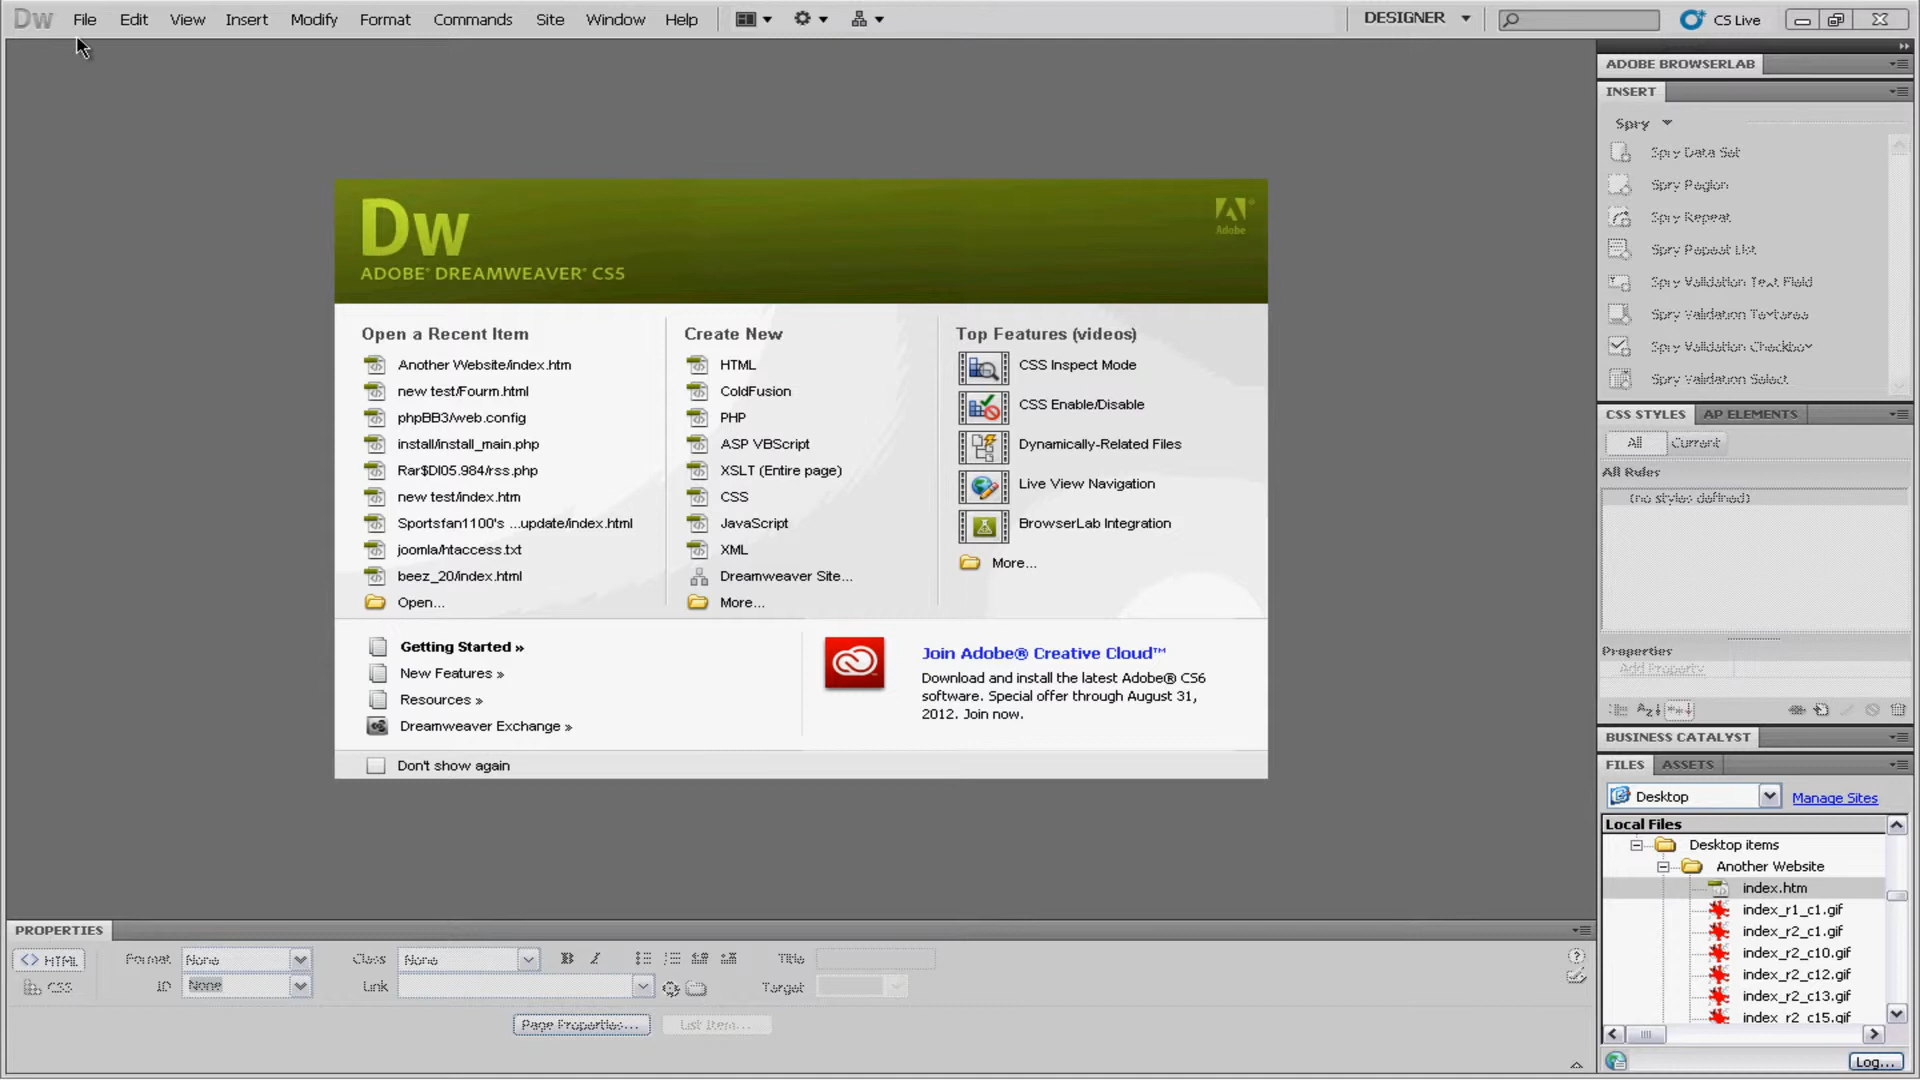 Dw File Edit View Insert Modify Format Commands Site Window Help DESIGNER CS Live
ADOBE BROWSERLAB
INSERT
Spry
Spry Data Set
Spry Region
Spry Repeat
Spry Repeat List
Spry Validation Text Field
Spry Validation Textarea
Spry Validation Checkbox
Spry Validation Select
CSS STYLES AP ELEMENTS
All Current
All Rules
(no styles defined)
Properties
Add Property
BUSINESS CATALYST
FILES ASSETS
Desktop Manage Sites
Local Files
Desktop items
Another Website
index.htm
index_r1_c1.gif
index_r2_c1.gif
index_r2_c10.gif
index_r2_c12.gif
index_r2_c13.gif
index_r2_c15.gif
Log...
Dw
ADOBE® DREAMWEAVER® CS5
Adobe®
Open a Recent Item
Another Website/index.htm
new test/Fourm.html
phpBB3/web.config
install/install_main.php
Rar$DI05.984/rss.php
new test/index.htm
Sportsfan1100's ...update/index.html
joomla/htaccess.txt
beez_20/index.html
Open...
Create New
HTML
ColdFusion
PHP
ASP VBScript
XSLT (Entire page)
CSS
JavaScript
XML
Dreamweaver Site...
More...
Top Features (videos)
CSS Inspect Mode
CSS Enable/Disable
Dynamically-Related Files
Live View Navigation
BrowserLab Integration
More...
Getting Started »
New Features »
Resources »
Dreamweaver Exchange »
Join Adobe® Creative Cloud™
Download and install the latest Adobe® CS6
software. Special offer through August 31,
2012. Join now.
Don't show again
PROPERTIES
<> HTML Format None Class None B I Title
CSS ID None Link Target
Page Properties... List Item...